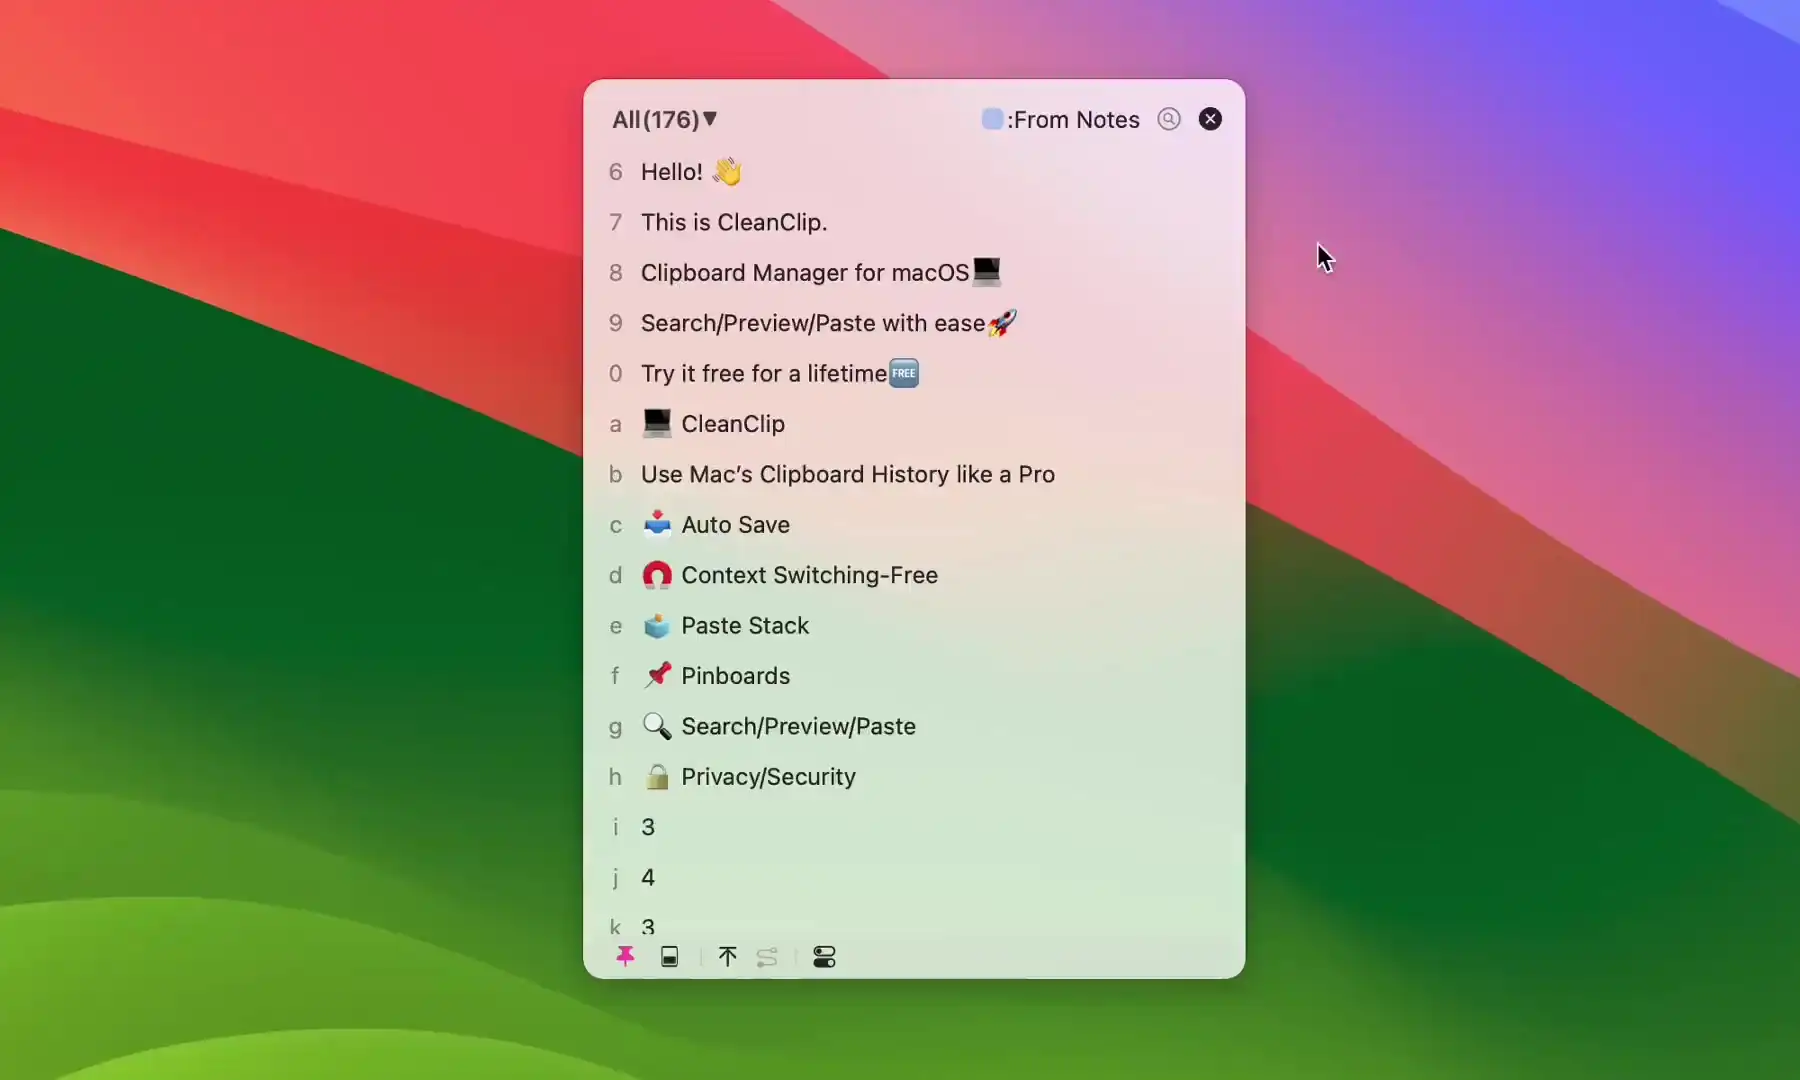 All(176)▼ :From Notes
6 Hello! 👋
7 This is CleanClip.
8 Clipboard Manager for macOS💻
9 Search/Preview/Paste with ease🚀
0 Try it free for a lifetime🆓
a 💻 CleanClip
b Use Mac’s Clipboard History like a Pro
c 📥 Auto Save
d 🧲 Context Switching-Free
e 🗳️ Paste Stack
f 📌 Pinboards
g 🔍 Search/Preview/Paste
h 🔒 Privacy/Security
i 3
j 4
k 3